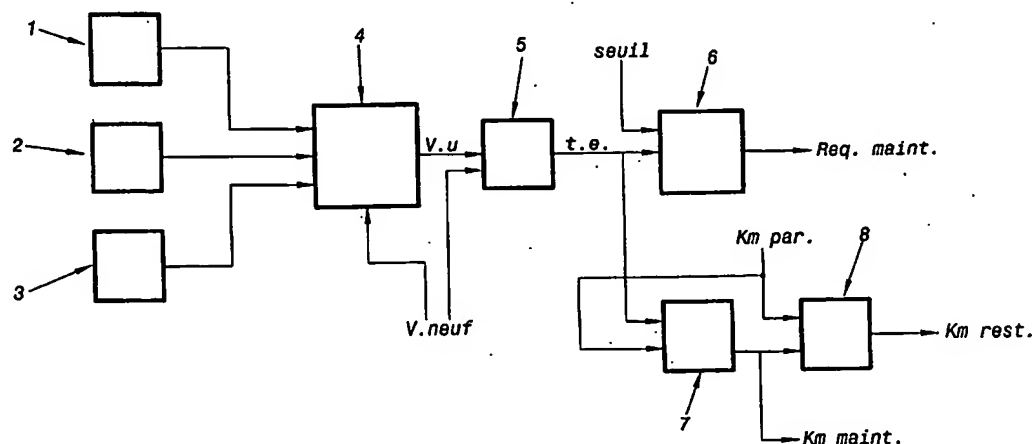 1
4
5
seuil
6
2
V.u
t.e.
Req. maint.
3
Km par.
8
V.neuf
Km rest.
7
Km maint.